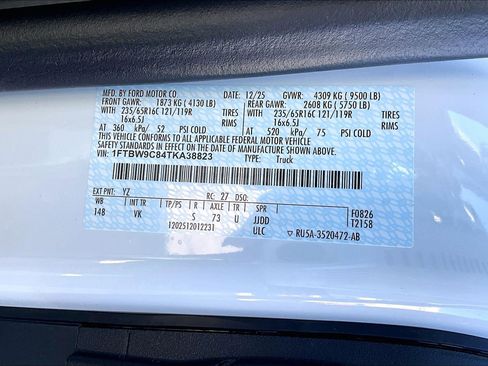 MFD. BY FORD MOTOR CO. 12/25 GVWR: 4309 KG ( 9500 LB)
FRONT GAWR: 1873 KG ( 4130 LB) REAR GAWR: 2608 KG ( 5750 LB)
235/65R16C 121/119R TIRES 235/65R16C 121/119R TIRES
16x6.5J RIMS 16x6.5J RIMS
AT 360 kPa/ 52 PSI COLD AT 520 kPa/ 75 PSI COLD
THIS VEHICLE CONFORMS TO ALL APPLICABLE FEDERAL MOTOR VEHICLE
SAFETY STANDARDS IN EFFECT ON THE DATE OF MANUFACTURE SHOWN ABOVE.
VIN: 1FTBW9C84TKA38823 TYPE: Truck
EXT PNT: YZ RC: 27 DSO:
WB INT TR TP/PS R AXLE TR SPR F0826
148 VK S 73 U JJDD T2158
1202512012231 ULC RU5A-3520472-AB